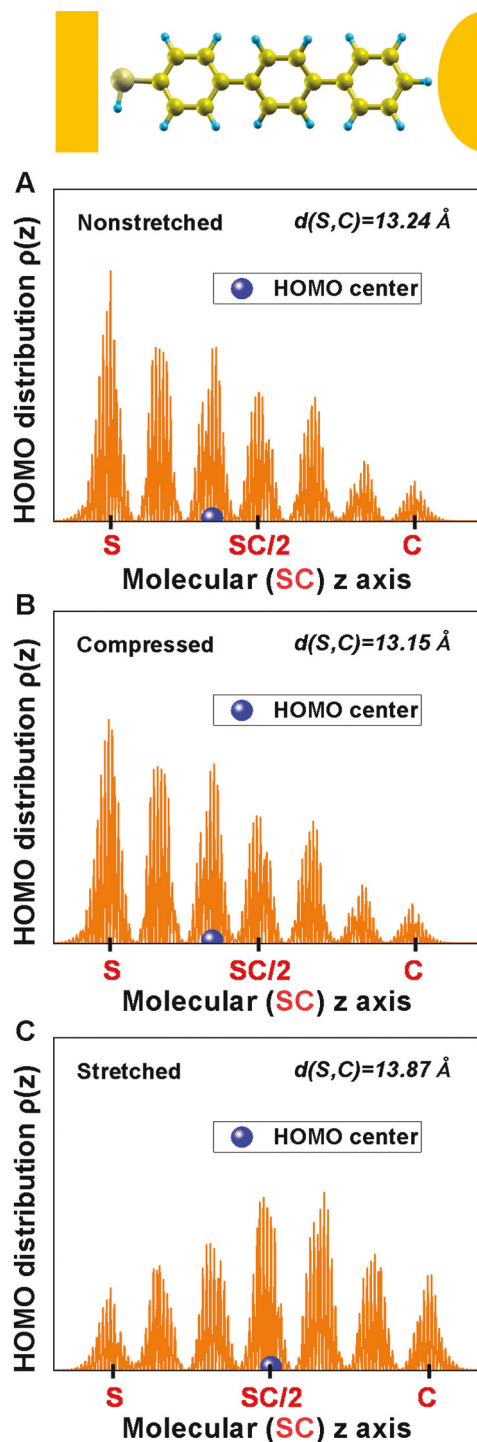 A
Nonstretched
d(S,C)=13.24 Å
HOMO center
HOMO distribution ρ(z)
S SC/2 C
Molecular (SC) z axis
B
Compressed
d(S,C)=13.15 Å
HOMO center
HOMO distribution ρ(z)
S SC/2 C
Molecular (SC) z axis
C
Stretched
d(S,C)=13.87 Å
HOMO center
HOMO distribution ρ(z)
S SC/2 C
Molecular (SC) z axis